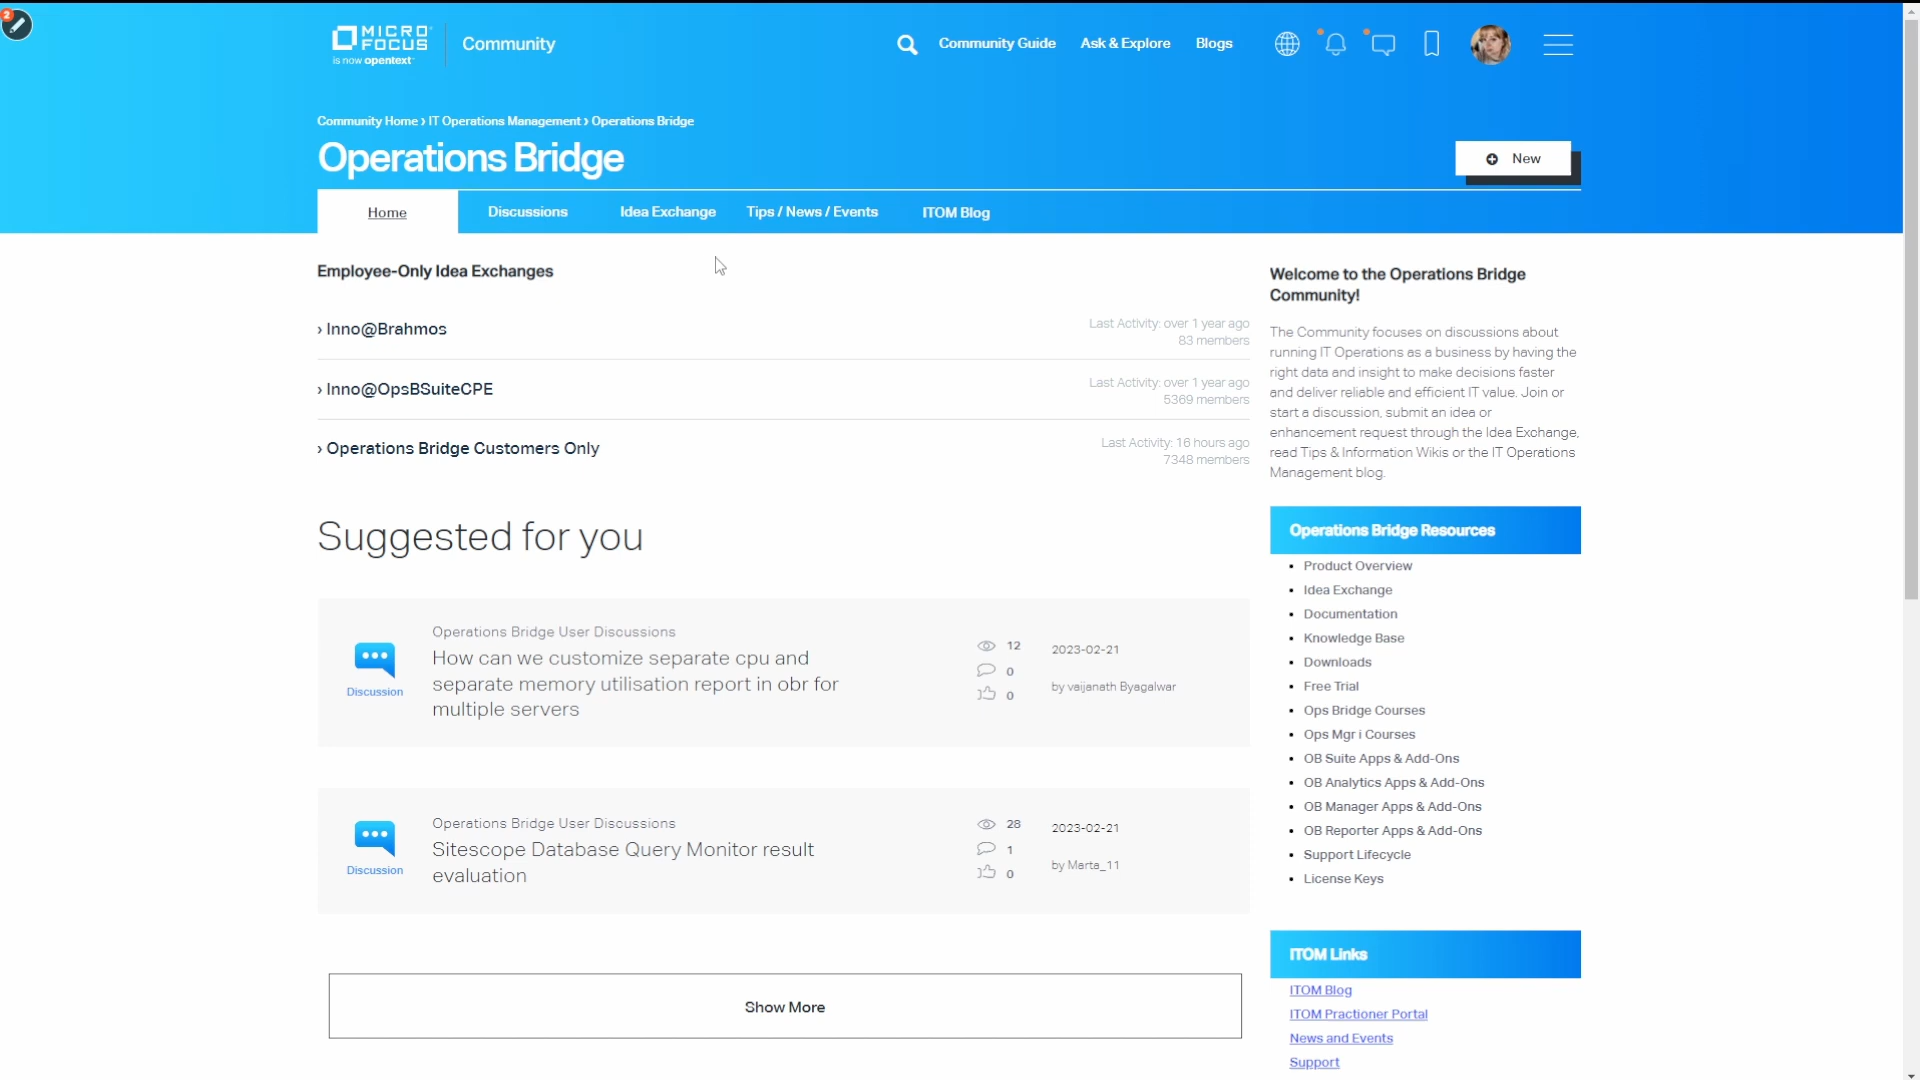 2
MICRO
FOCUS
is now opentext
Community
Community Guide
Ask & Explore
Blogs
Community Home › IT Operations Management › Operations Bridge
Operations Bridge
New
Home
Discussions
Idea Exchange
Tips / News / Events
ITOM Blog
Employee-Only Idea Exchanges
› Inno@Brahmos
Last Activity: over 1 year ago
83 members
› Inno@OpsBSuiteCPE
Last Activity: over 1 year ago
5369 members
› Operations Bridge Customers Only
Last Activity: 16 hours ago
7348 members
Suggested for you
Discussion
Operations Bridge User Discussions
How can we customize separate cpu and
separate memory utilisation report in obr for
multiple servers
12
0
0
2023-02-21
by vaijanath Byagalwar
Discussion
Operations Bridge User Discussions
Sitescope Database Query Monitor result
evaluation
28
1
0
2023-02-21
by Marta_11
Show More
Welcome to the Operations Bridge
Community!
The Community focuses on discussions about
running IT Operations as a business by having the
right data and insight to make decisions faster
and deliver reliable and efficient IT value. Join or
start a discussion, submit an idea or
enhancement request through the Idea Exchange,
read Tips & Information Wikis or the IT Operations
Management blog.
Operations Bridge Resources
• Product Overview
• Idea Exchange
• Documentation
• Knowledge Base
• Downloads
• Free Trial
• Ops Bridge Courses
• Ops Mgr i Courses
• OB Suite Apps & Add-Ons
• OB Analytics Apps & Add-Ons
• OB Manager Apps & Add-Ons
• OB Reporter Apps & Add-Ons
• Support Lifecycle
• License Keys
ITOM Links
ITOM Blog
ITOM Practioner Portal
News and Events
Support